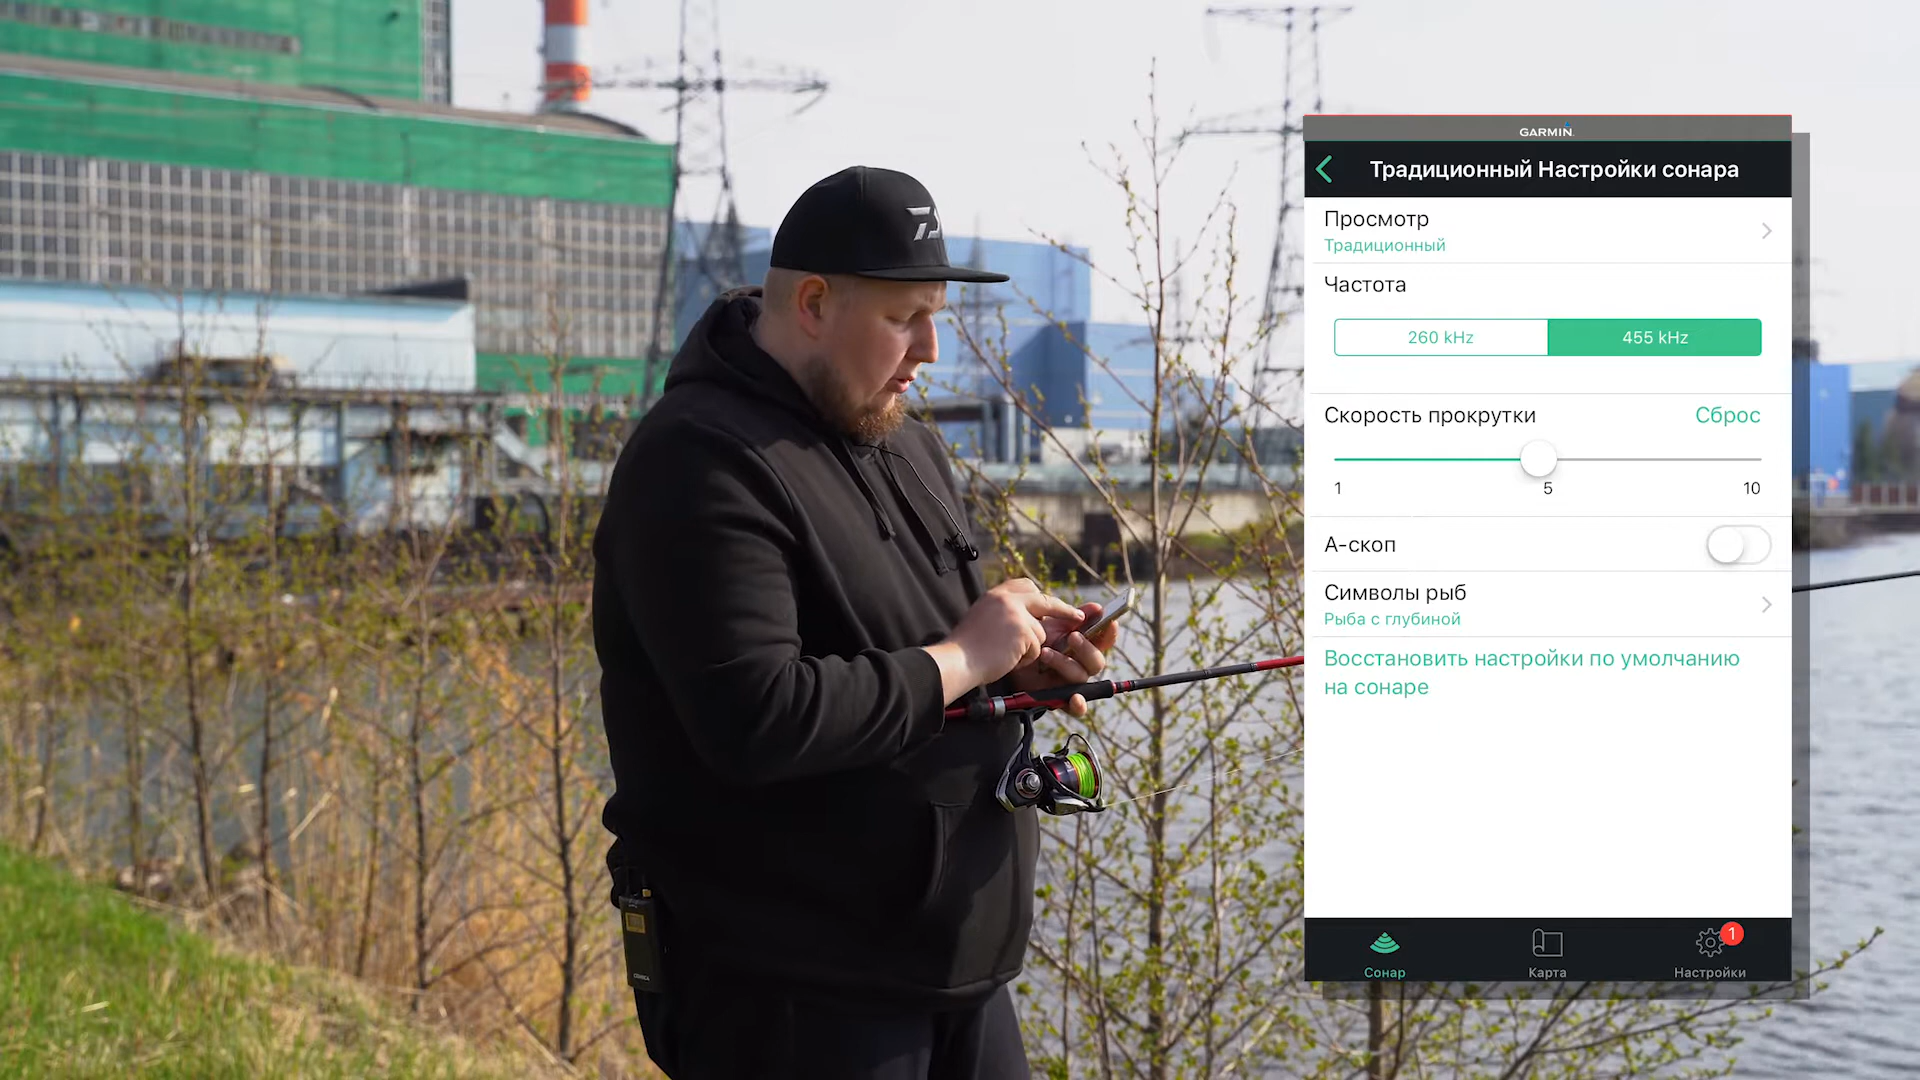 GARMIN
Традиционный Настройки сонара
Просмотр
Традиционный
Частота
260 kHz
455 kHz
Скорость прокрутки
Сброс
1
5
10
А-скоп
Символы рыб
Рыба с глубиной
Восстановить настройки по умолчанию
на сонаре
1
Сонар
Карта
Настройки